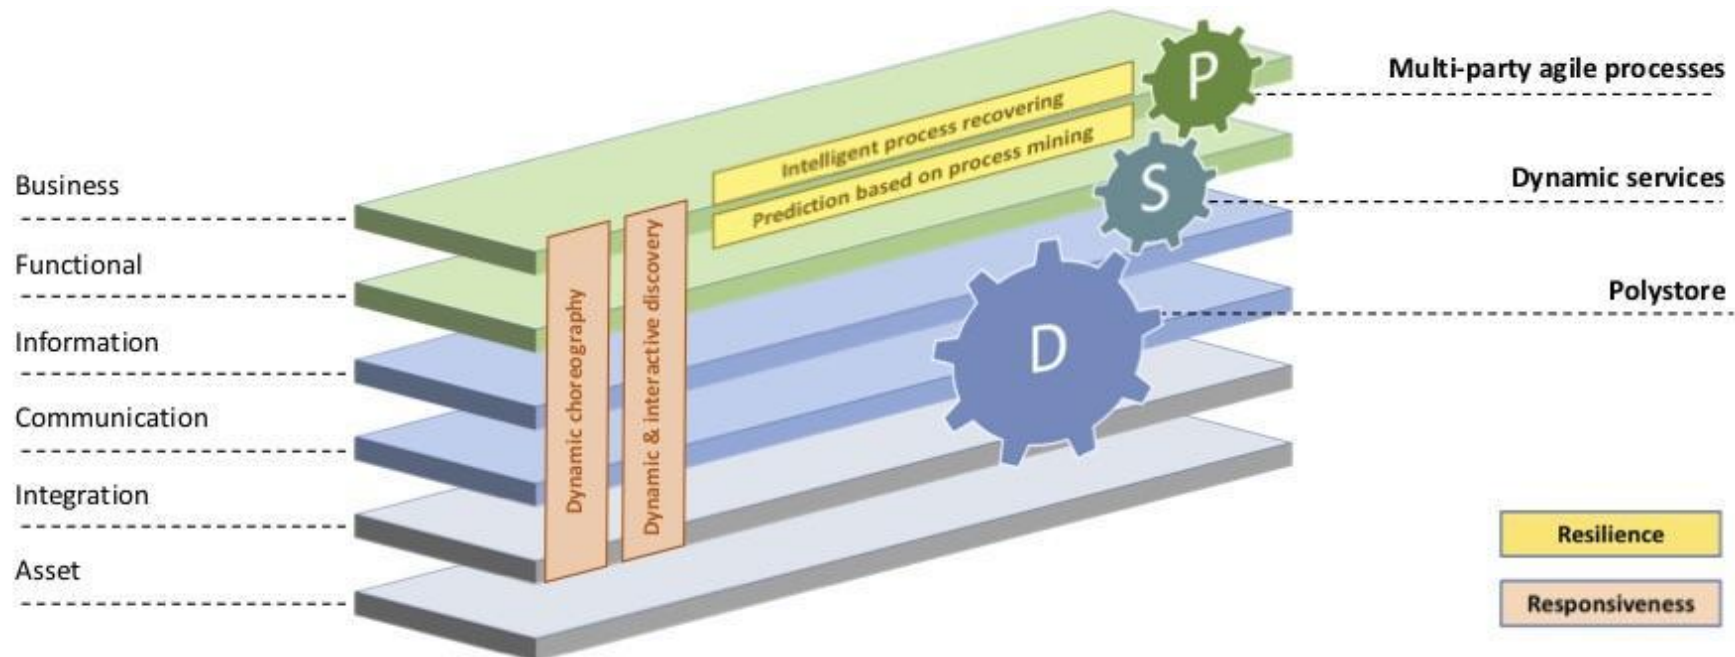 Business
Functional
Information
Communication
Integration
Asset
Dynamic choreography
Dynamic & interactive discovery
Intelligent process recovering
Prediction based on process mining
P
S
D
Multi-party agile processes
Dynamic services
Polystore
Resilience
Responsiveness